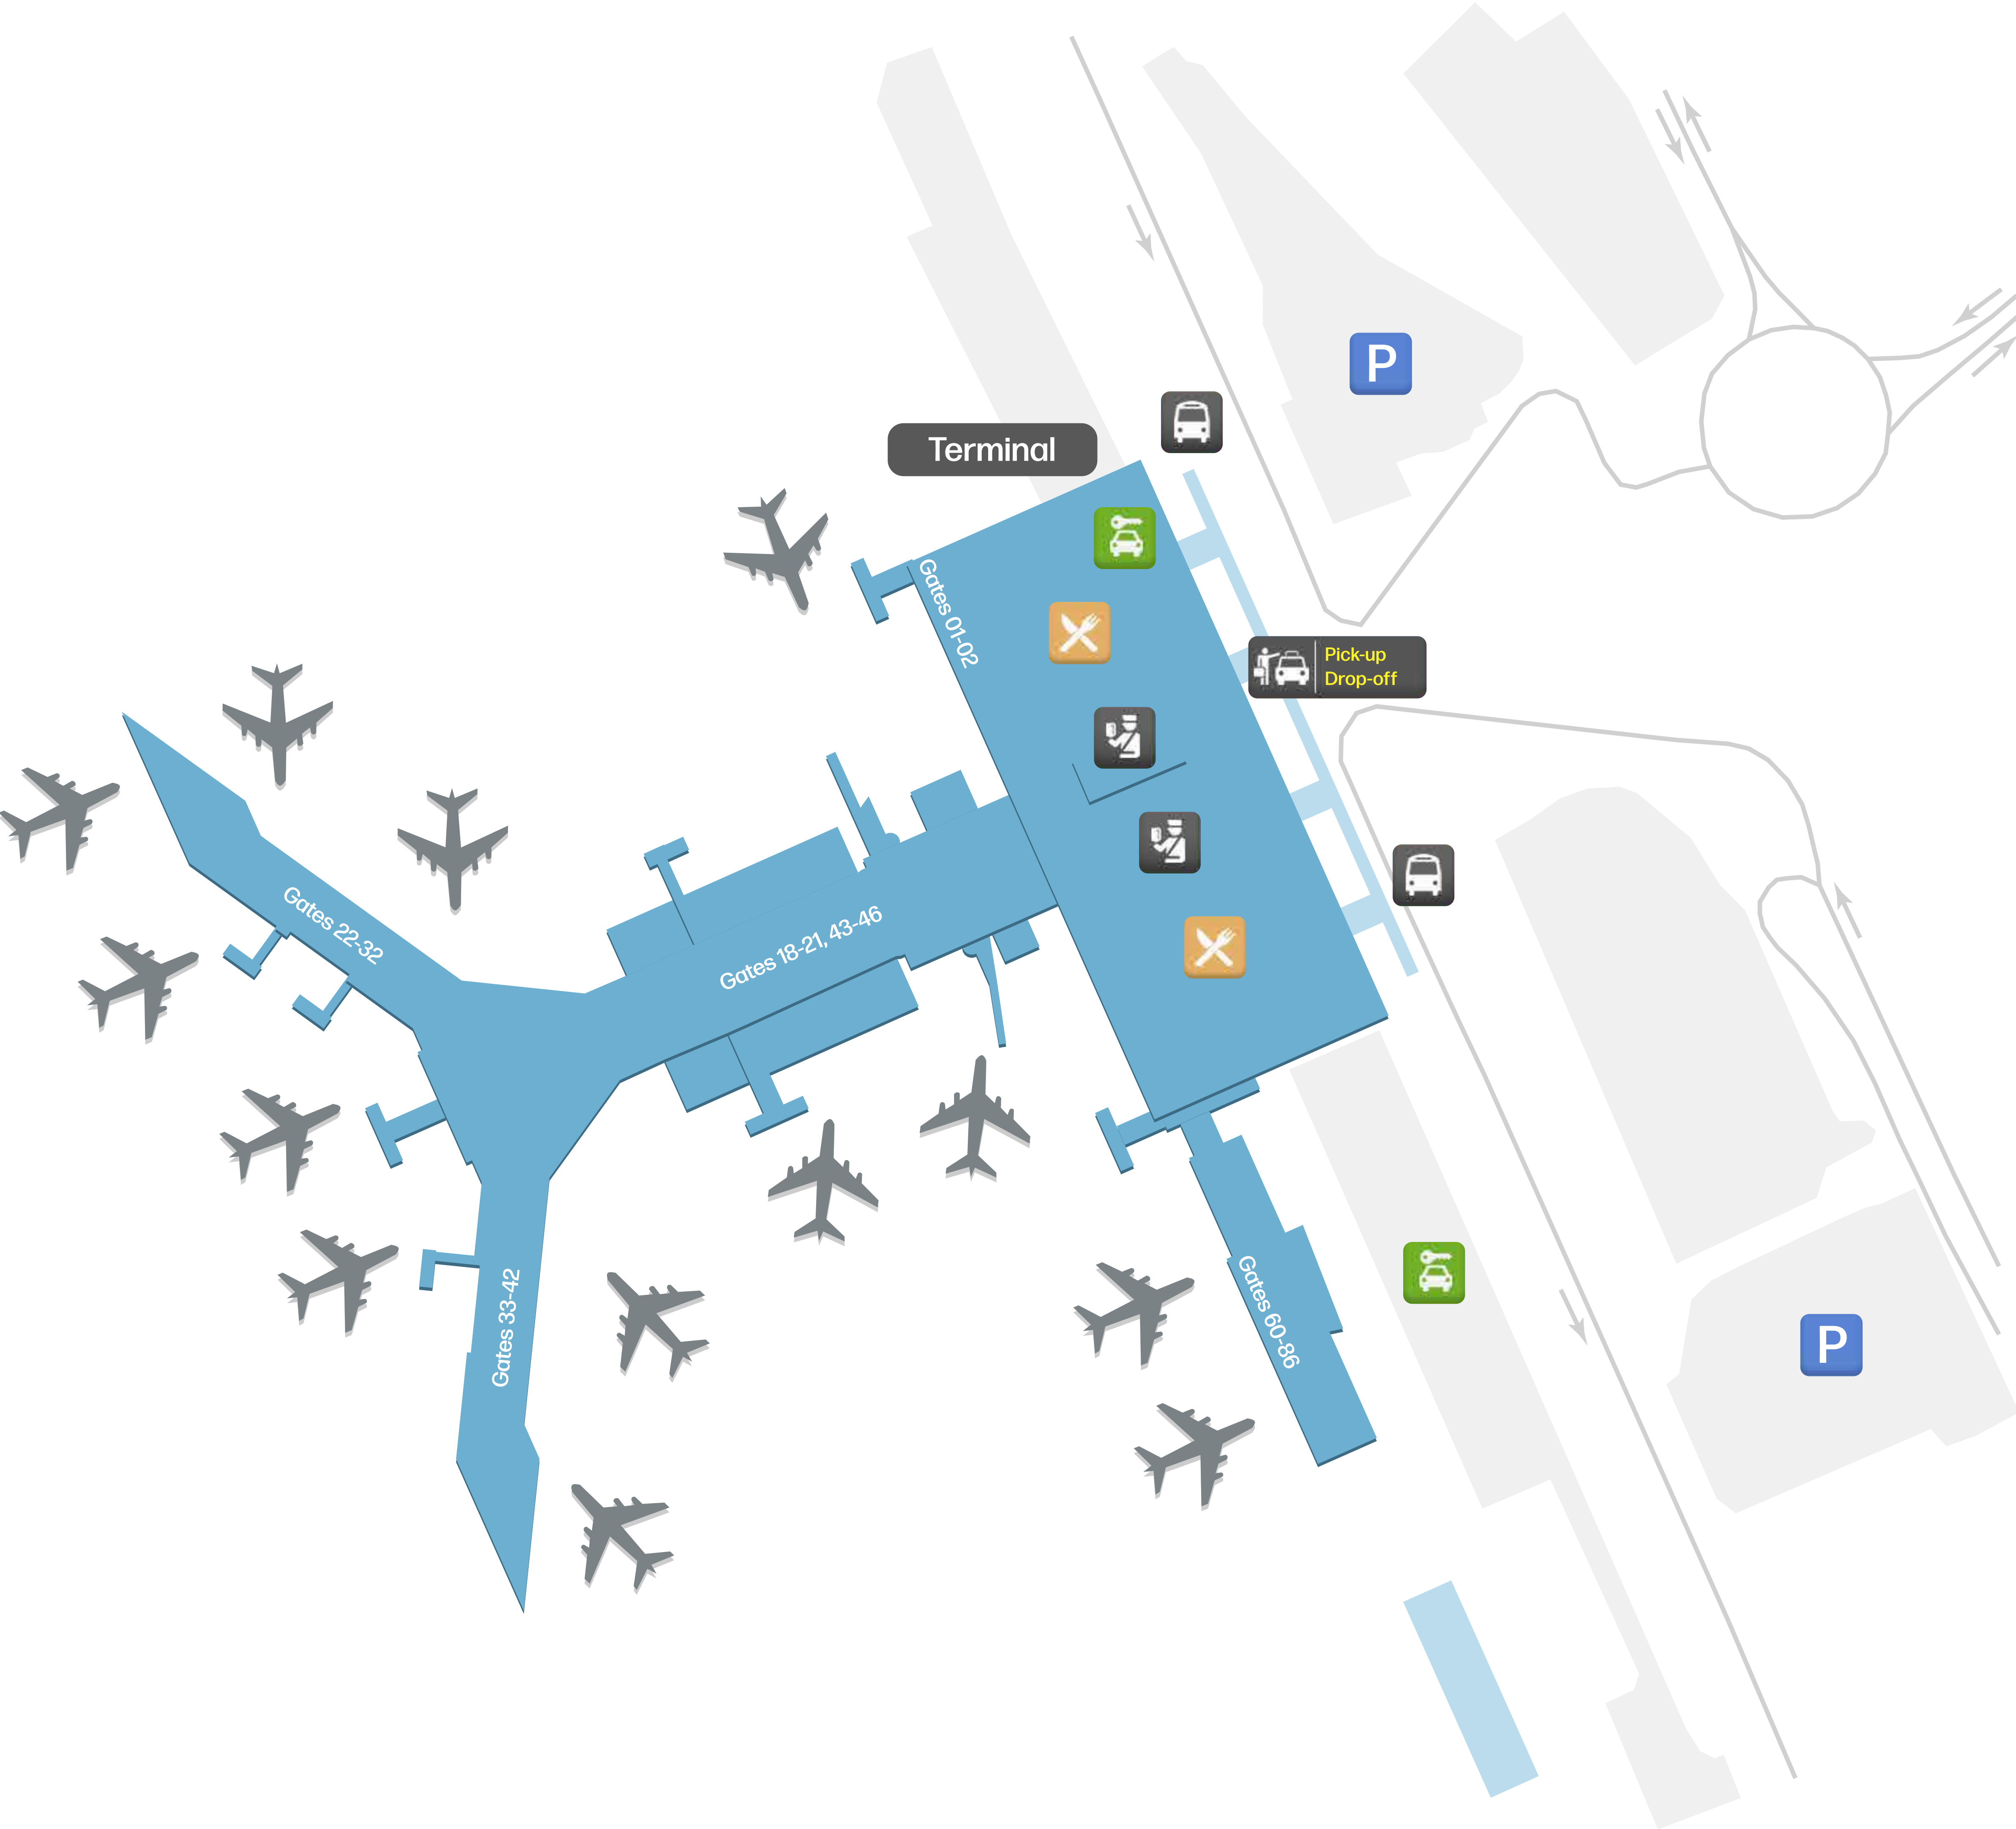 P
Terminal
Gates 01-02
Pick-up
Drop-off
Gates 22-32
Gates 18-21, 43-46
Gates 33-42
Gates 60-86
P